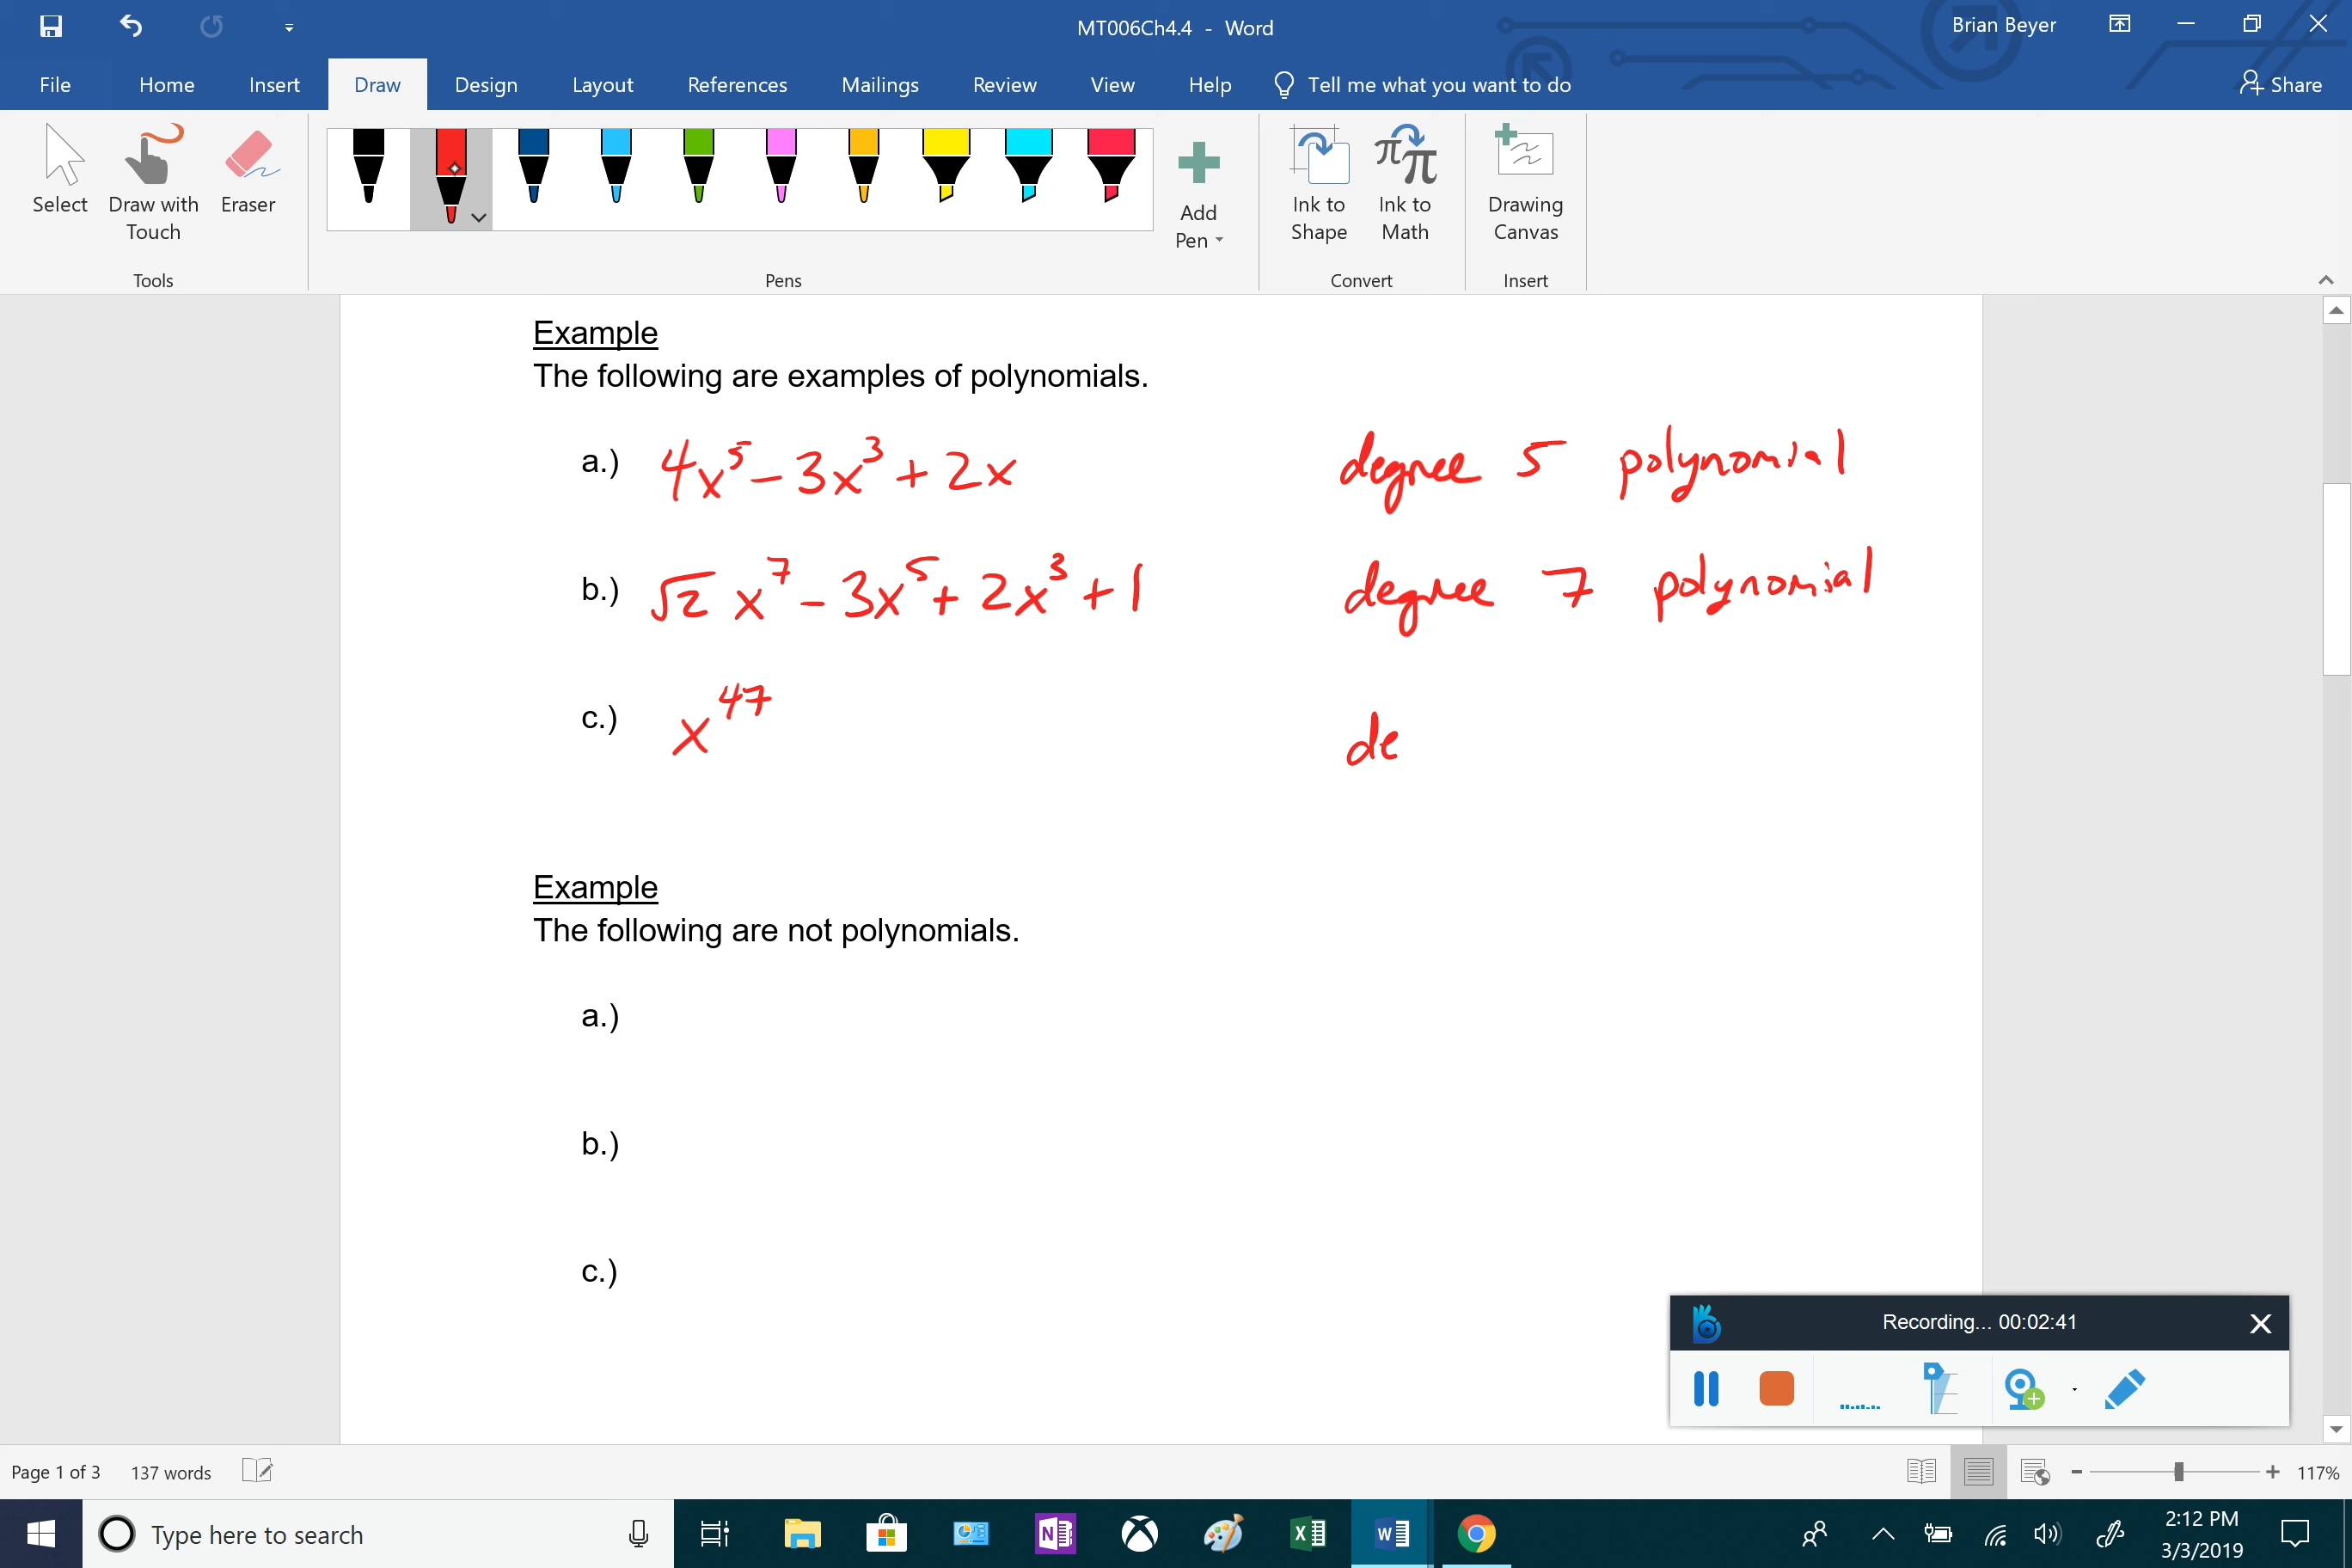 MT006Ch4.4 - Word
Brian Beyer
File Home Insert Draw Design Layout References Mailings Review View Help Tell me what you want to do Share
Select Draw with Touch Eraser
Add Pen
Ink to Shape Ink to Math
Drawing Canvas
Tools Pens Convert Insert
Example
The following are examples of polynomials.
a.) 4x⁵ - 3x³ + 2x degree 5 polynomial
b.) √2 x⁷ - 3x⁵ + 2x³ + 1 degree 7 polynomial
c.) x⁴⁷ de
Example
The following are not polynomials.
a.)
b.)
c.)
Recording... 00:02:41
Page 1 of 3 137 words 117%
Type here to search
2:12 PM
3/3/2019